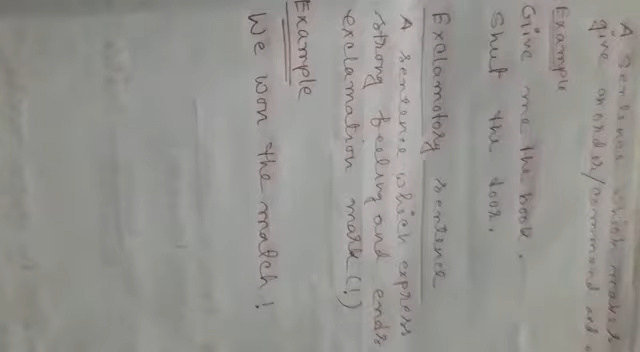 A sentence which makes
give an order/command and
Example
Give me the book.
Shut the door.
Exclamotory sentence
A sentence which express
strong feeling and ends
exclamation mark(!)
Example
We won the match!